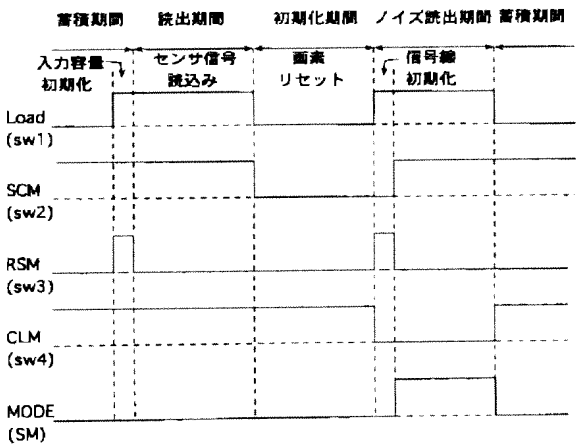 蓄積期間 読出期間 初期化期間 ノイズ読出期間 蓄積期間
入力容量
初期化
センサ信号
読込み
画素
リセット
信号線
初期化
Load
(sw1)
SCM
(sw2)
RSM
(sw3)
CLM
(sw4)
MODE
(SM)